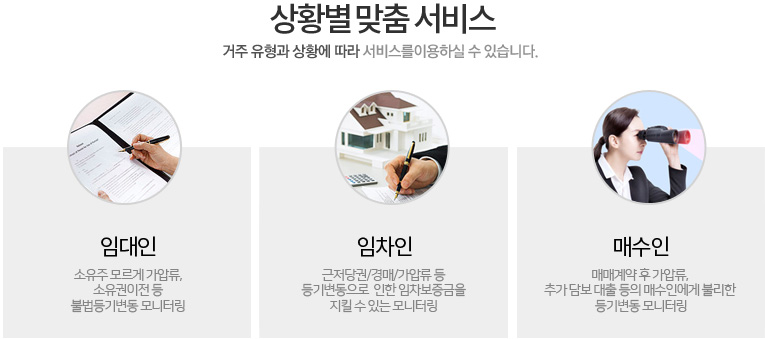 상황별 맞춤 서비스
거주 유형과 상황에 따라 서비스를이용하실 수 있습니다.
임대인
소유주 모르게 가압류,
소유권이전 등
불법등기변동 모니터링
임차인
근저당권/경매/가압류 등
등기변동으로 인한 임차보증금을
지킬 수 있는 모니터링
매수인
매매계약 후 가압류,
추가 담보 대출 등의 매수인에게 불리한
등기변동 모니터링